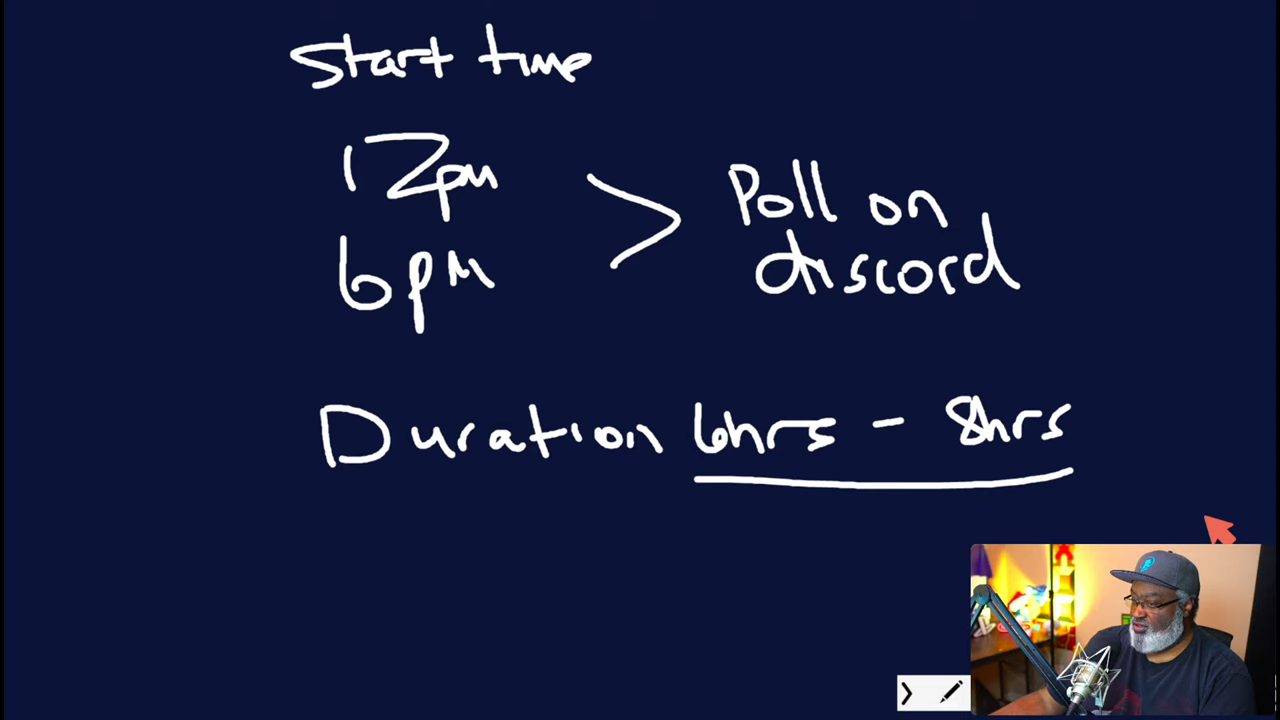 Start time
12pm
6pm
> Poll on
discord
Duration 6hrs - 8hrs